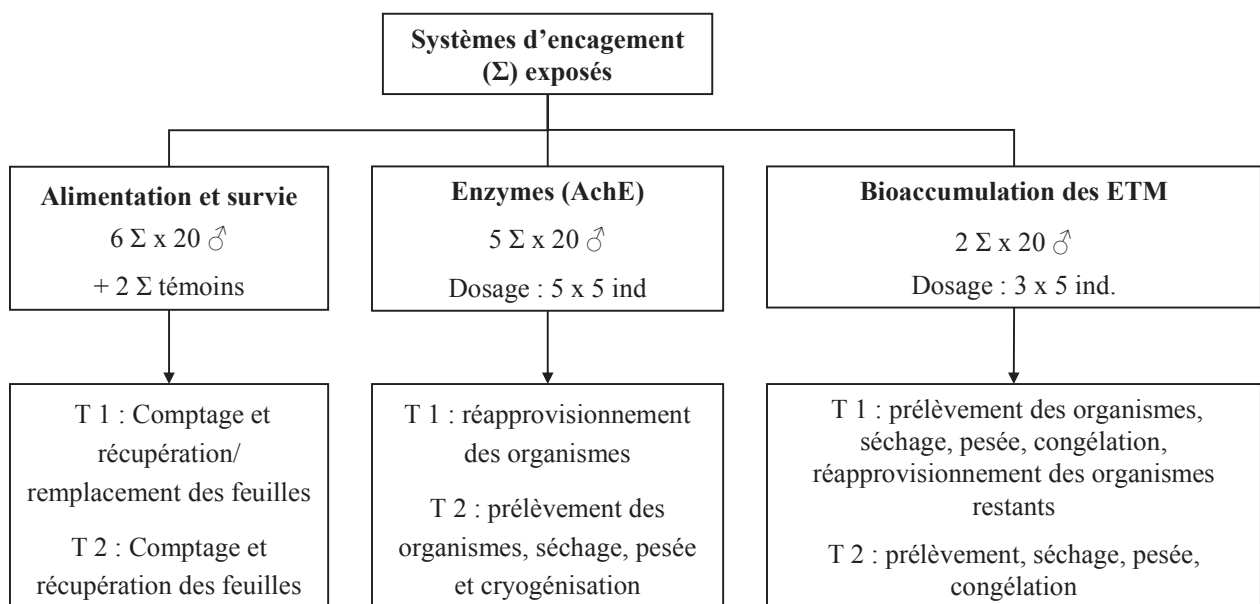 Systèmes d’encagement
(Σ) exposés
Alimentation et survie
6 Σ x 20 ♂
+ 2 Σ témoins
Enzymes (AchE)
5 Σ x 20 ♂
Dosage : 5 x 5 ind
Bioaccumulation des ETM
2 Σ x 20 ♂
Dosage : 3 x 5 ind.
T 1 : Comptage et
récupération/
remplacement des feuilles
T 2 : Comptage et
récupération des feuilles
T 1 : réapprovisionnement
des organismes
T 2 : prélèvement des
organismes, séchage, pesée
et cryogénisation
T 1 : prélèvement des organismes,
séchage, pesée, congélation,
réapprovisionnement des organismes
restants
T 2 : prélèvement, séchage, pesée,
congélation